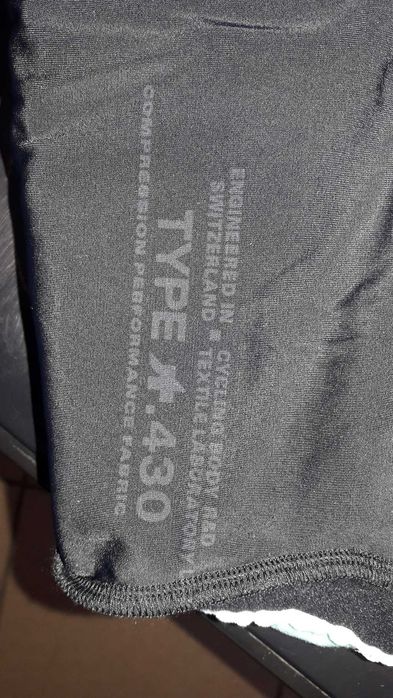 ENGINEERED IN CYCLING BODY R&D
SWITZERLAND ■ TEXTILE LABORATORY
TYPE .430
COMPRESSION PERFORMANCE FABRIC